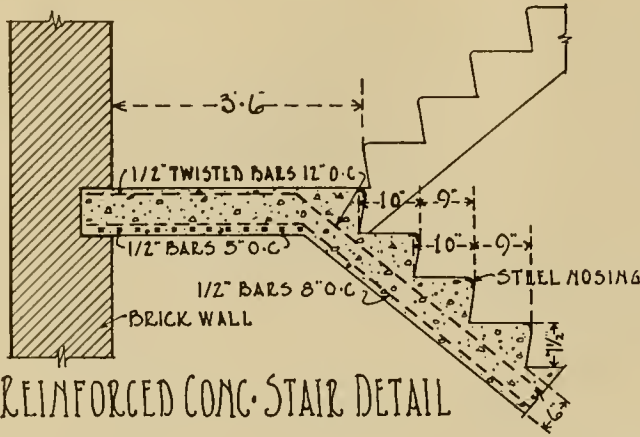 3'-6"
1/2" TWISTED BARS 12" O·C
-10"- -9"-
1/2" BARS 5" O·C
-10"- -9"-
STEEL NOSING
1/2" BARS 8" O·C
BRICK WALL
7 1/2"
6"
REINFORCED CONC· STAIR DETAIL